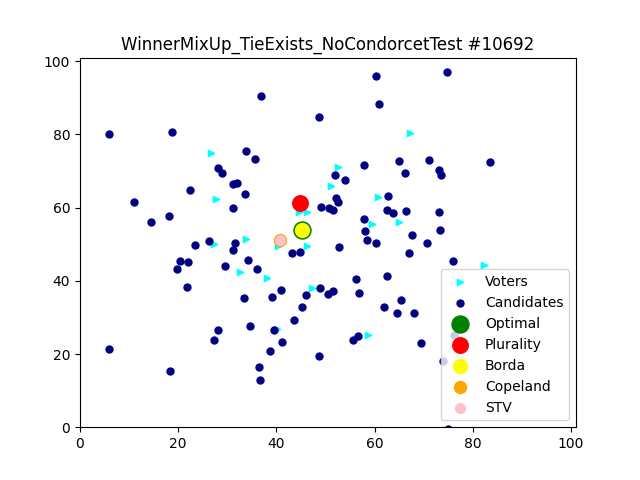 WinnerMixUp_TieExists_NoCondorcetTest #10692
100
80
60
40
20
0
Voters
Candidates
Optimal
Plurality
Borda
Copeland
STV
0 20 40 60 80 100